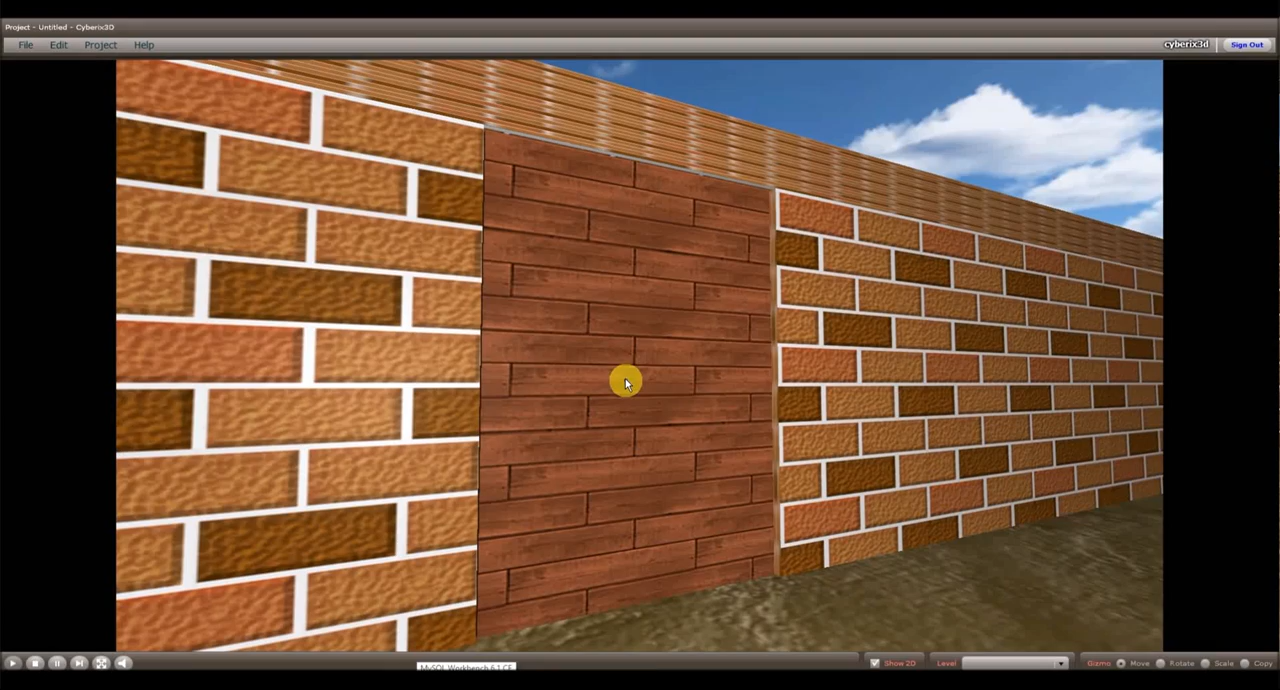 Project - Untitled - Cyberix3D
File Edit Project Help
cyberix3d Sign Out
MySQL Workbench 6.1 CE
Show 2D Level Gizmo Move Rotate Scale Copy